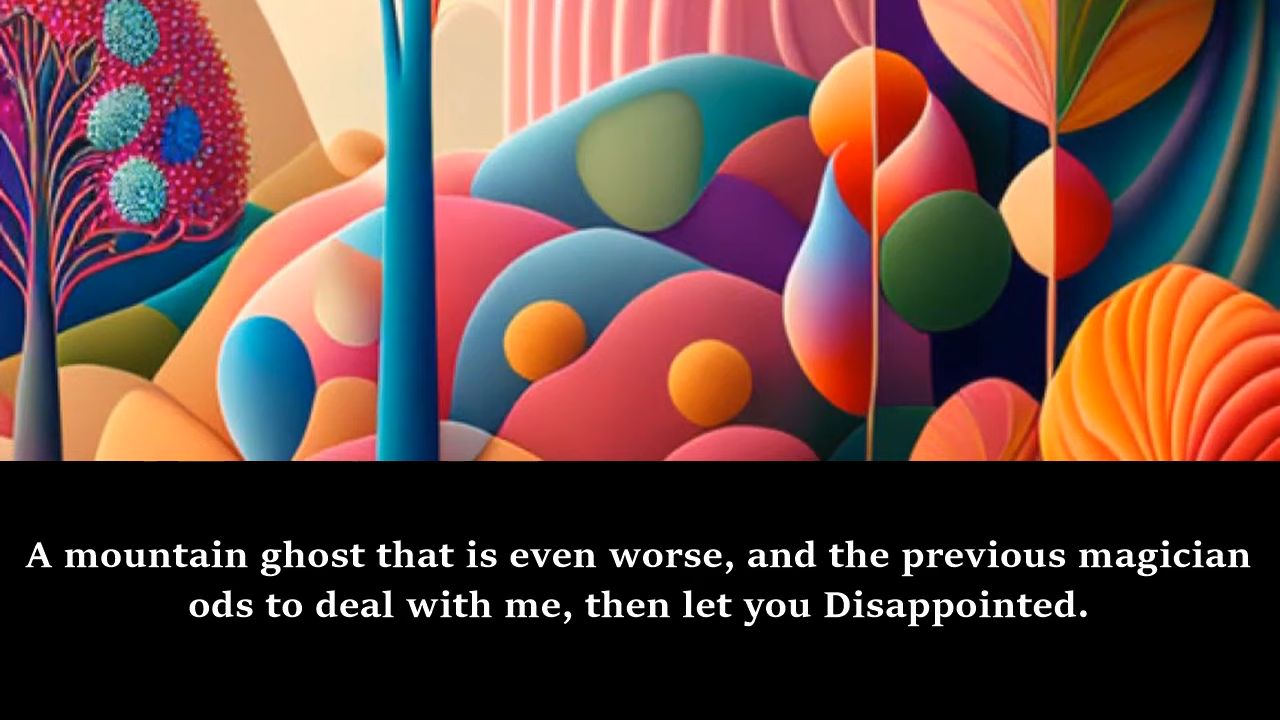 A mountain ghost that is even worse, and the previous magician
ods to deal with me, then let you Disappointed.